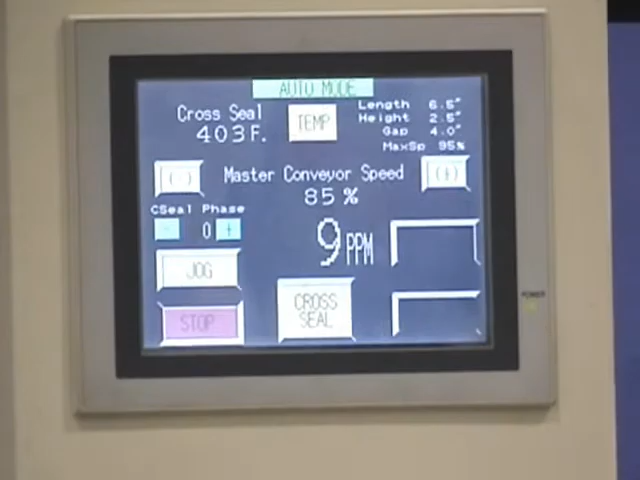 AUTO MODE
Cross Seal
403F.
TEMP
Length 6.5"
Height 2.5"
Gap 4.0"
MaxSp 95%
(-)
Master Conveyor Speed
(+)
85%
CSeal Phase
- 0 +
9 PPM
JOG
CROSS
SEAL
STOP
POWER